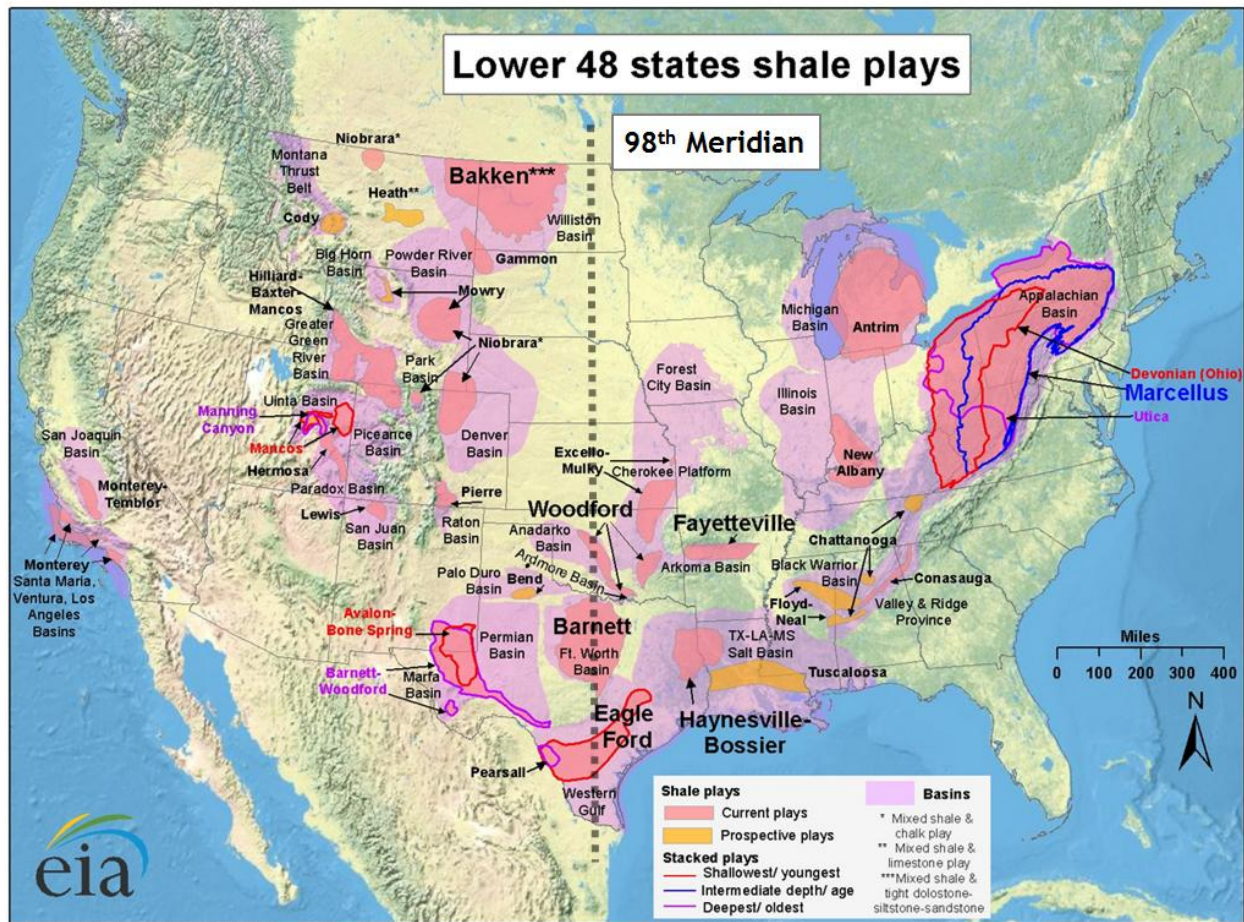 Lower 48 states shale plays
98th Meridian
Niobrara*
Montana
Thrust
Belt
Bakken***
Heath**
Cody
Williston
Basin
Big Horn
Basin
Powder River
Basin
Gammon
Hilliard-
Baxter-
Mancos
Mowry
Greater
Green
River
Basin
Park
Basin
Niobrara*
Uinta Basin
Manning
Canyon
Mancos
Piceance
Basin
Denver
Basin
Hermosa
Paradox Basin
Lewis
San Juan
Basin
Pierre
Raton
Basin
San Joaquin
Basin
Monterey-
Temblor
Monterey
Santa Maria,
Ventura, Los
Angeles
Basins
Forest
City Basin
Excello-
Mulky
Cherokee Platform
Woodford
Anadarko
Basin
Ardmore Basin
Palo Duro
Basin
Bend
Fayetteville
Arkoma Basin
Avalon-
Bone Spring
Permian
Basin
Barnett
Ft. Worth
Basin
Barnett-
Woodford
Marfa
Basin
Eagle
Ford
Pearsall
Western
Gulf
TX-LA-MS
Salt Basin
Tuscaloosa
Haynesville-
Bossier
Michigan
Basin
Antrim
Illinois
Basin
New
Albany
Appalachian
Basin
Devonian (Ohio)
Marcellus
Utica
Chattanooga
Black Warrior
Basin
Conasauga
Floyd-
Neal
Valley & Ridge
Province
Miles
0 100 200 300 400
N
Shale plays
Current plays
Prospective plays
Stacked plays
Shallowest/ youngest
Intermediate depth/ age
Deepest/ oldest
Basins
* Mixed shale &
chalk play
** Mixed shale &
limestone play
***Mixed shale &
tight dolostone-
siltstone-sandstone
eia